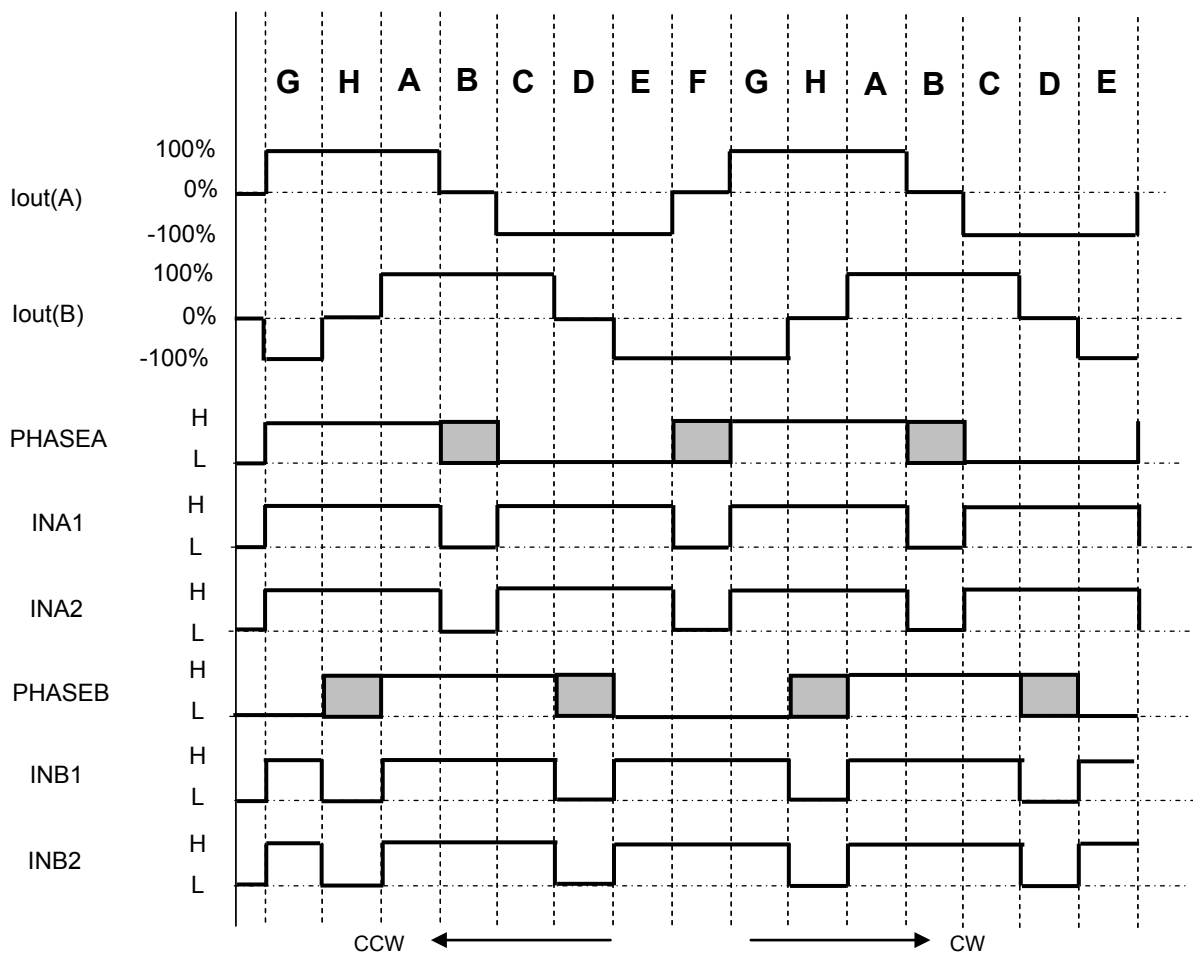 G H A B C D E F G H A B C D E
100%
Iout(A) 0%
-100%
100%
Iout(B) 0%
-100%
H
PHASEA
L
H
INA1
L
H
INA2
L
H
PHASEB
L
H
INB1
L
H
INB2
L
CCW CW